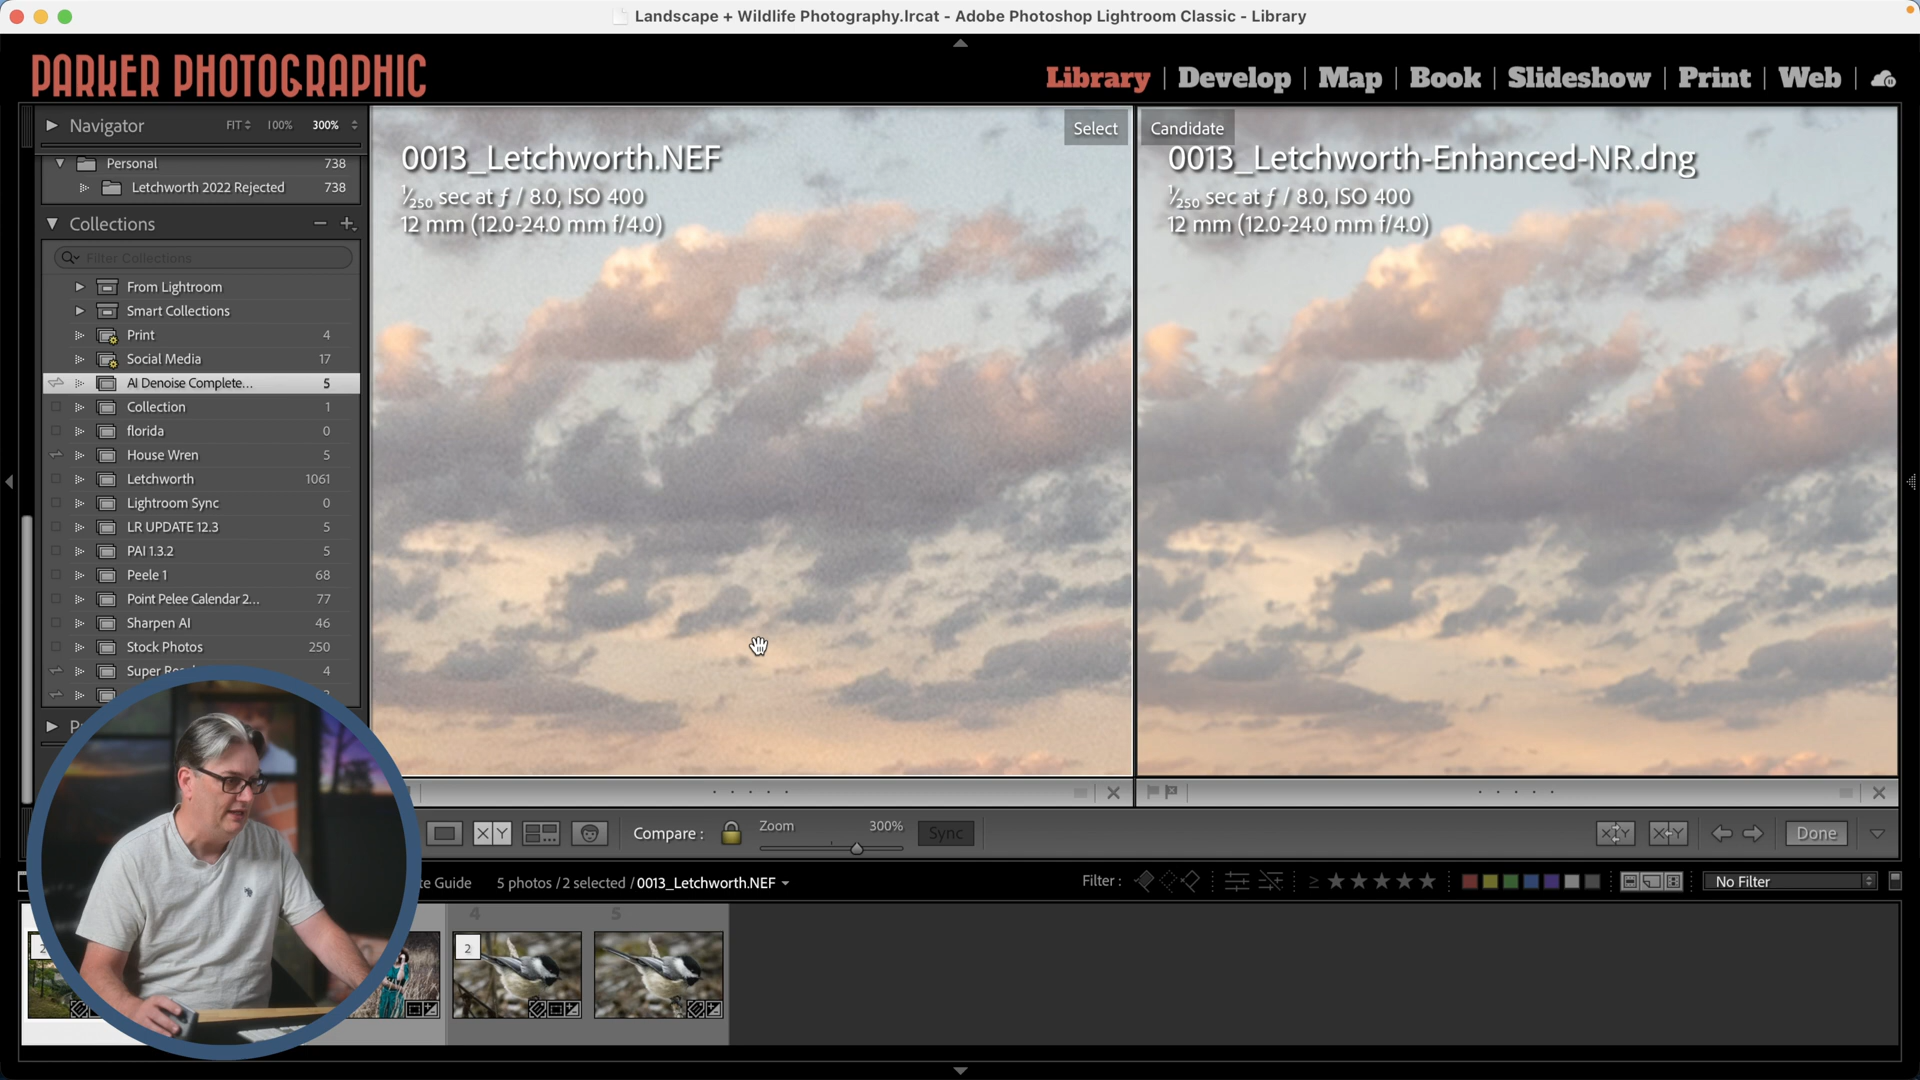 Landscape + Wildlife Photography.lrcat - Adobe Photoshop Lightroom Classic - Library
PARKER PHOTOGRAPHIC
Library | Develop | Map | Book | Slideshow | Print | Web |
Navigator FIT 100% 300%
Personal 738
Letchworth 2022 Rejected 738
Collections
Filter Collections
From Lightroom
Smart Collections
Print 4
Social Media 17
AI Denoise Complete... 5
Collection 1
florida 0
House Wren 5
Letchworth 1061
Lightroom Sync 0
LR UPDATE 12.3 5
PAI 1.3.2 5
Peele 1 68
Point Pelee Calendar 2... 77
Sharpen AI 46
Stock Photos 250
Super 4
Select
0013_Letchworth.NEF
1/250 sec at ƒ / 8.0, ISO 400
12 mm (12.0-24.0 mm f/4.0)
Candidate
0013_Letchworth-Enhanced-NR.dng
1/250 sec at ƒ / 8.0, ISO 400
12 mm (12.0-24.0 mm f/4.0)
XY Compare : Zoom 300% Sync
X Y X Y Done
Guide 5 photos / 2 selected / 0013_Letchworth.NEF
Filter : ≥ ★★★★★ No Filter
4 5
2 2